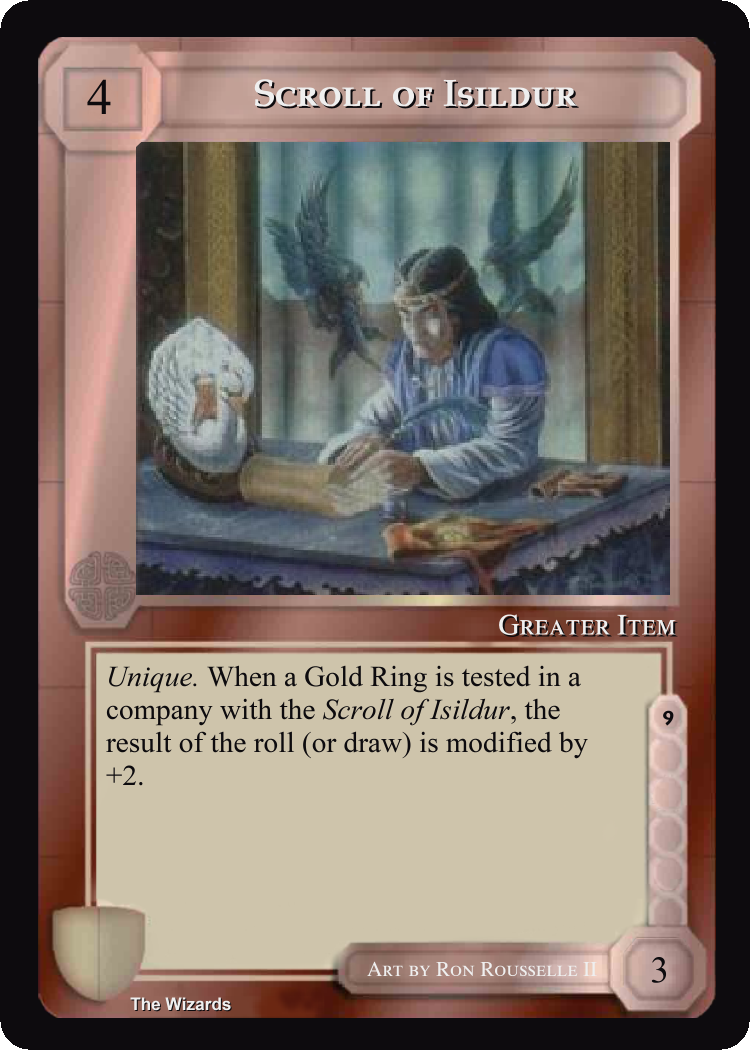 4
Scroll of Isildur
Greater Item
Unique. When a Gold Ring is tested in a
company with the Scroll of Isildur, the
result of the roll (or draw) is modified by
+2.
9
Art by Ron Rousselle II
3
The Wizards